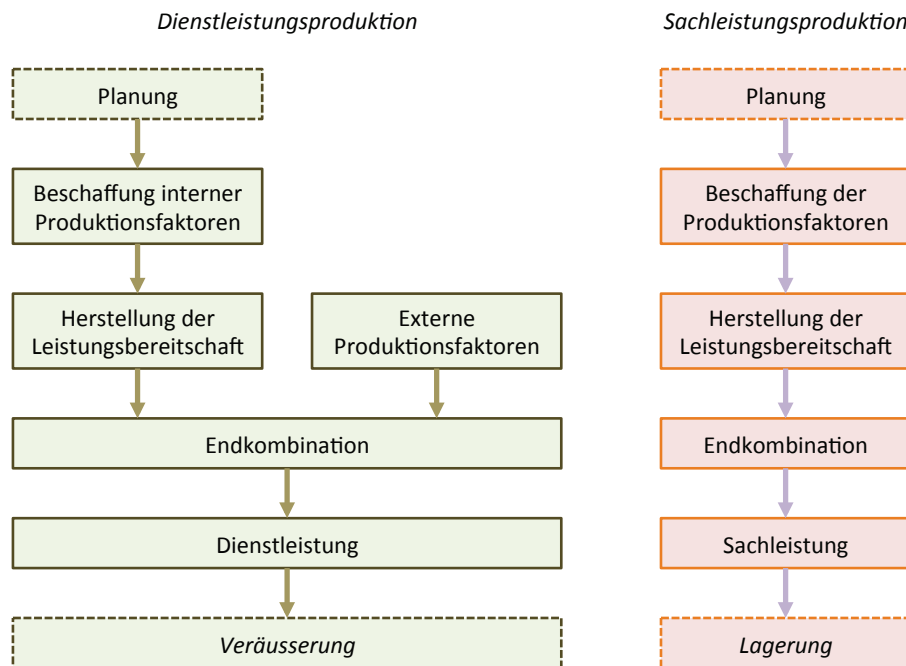 Dienstleistungsproduktion
Planung
Beschaffung interner
Produktionsfaktoren
Herstellung der
Leistungsbereitschaft
Externe
Produktionsfaktoren
Endkombination
Dienstleistung
Veräusserung
Sachleistungsproduktion
Planung
Beschaffung der
Produktionsfaktoren
Herstellung der
Leistungsbereitschaft
Endkombination
Sachleistung
Lagerung